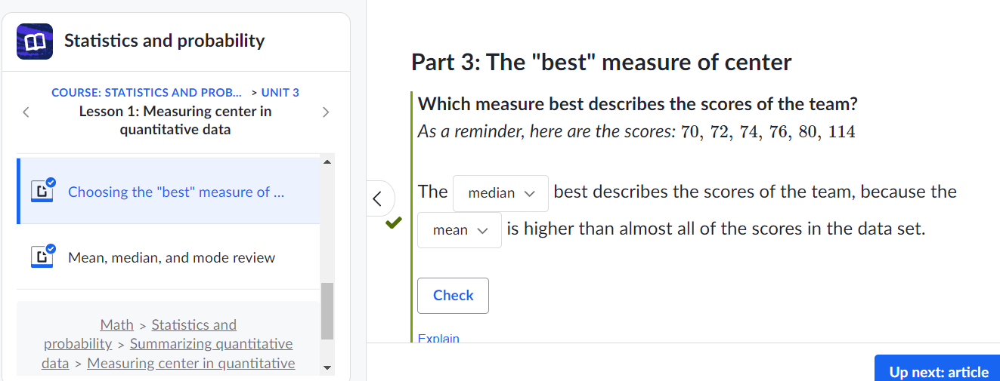 Statistics and probability
COURSE: STATISTICS AND PROB... > UNIT 3
Lesson 1: Measuring center in
quantitative data
Choosing the "best" measure of ...
Mean, median, and mode review
Math > Statistics and
probability > Summarizing quantitative
data > Measuring center in quantitative
Part 3: The "best" measure of center
Which measure best describes the scores of the team?
As a reminder, here are the scores: 70, 72, 74, 76, 80, 114
The median best describes the scores of the team, because the
mean is higher than almost all of the scores in the data set.
Check
Explain
Up next: article